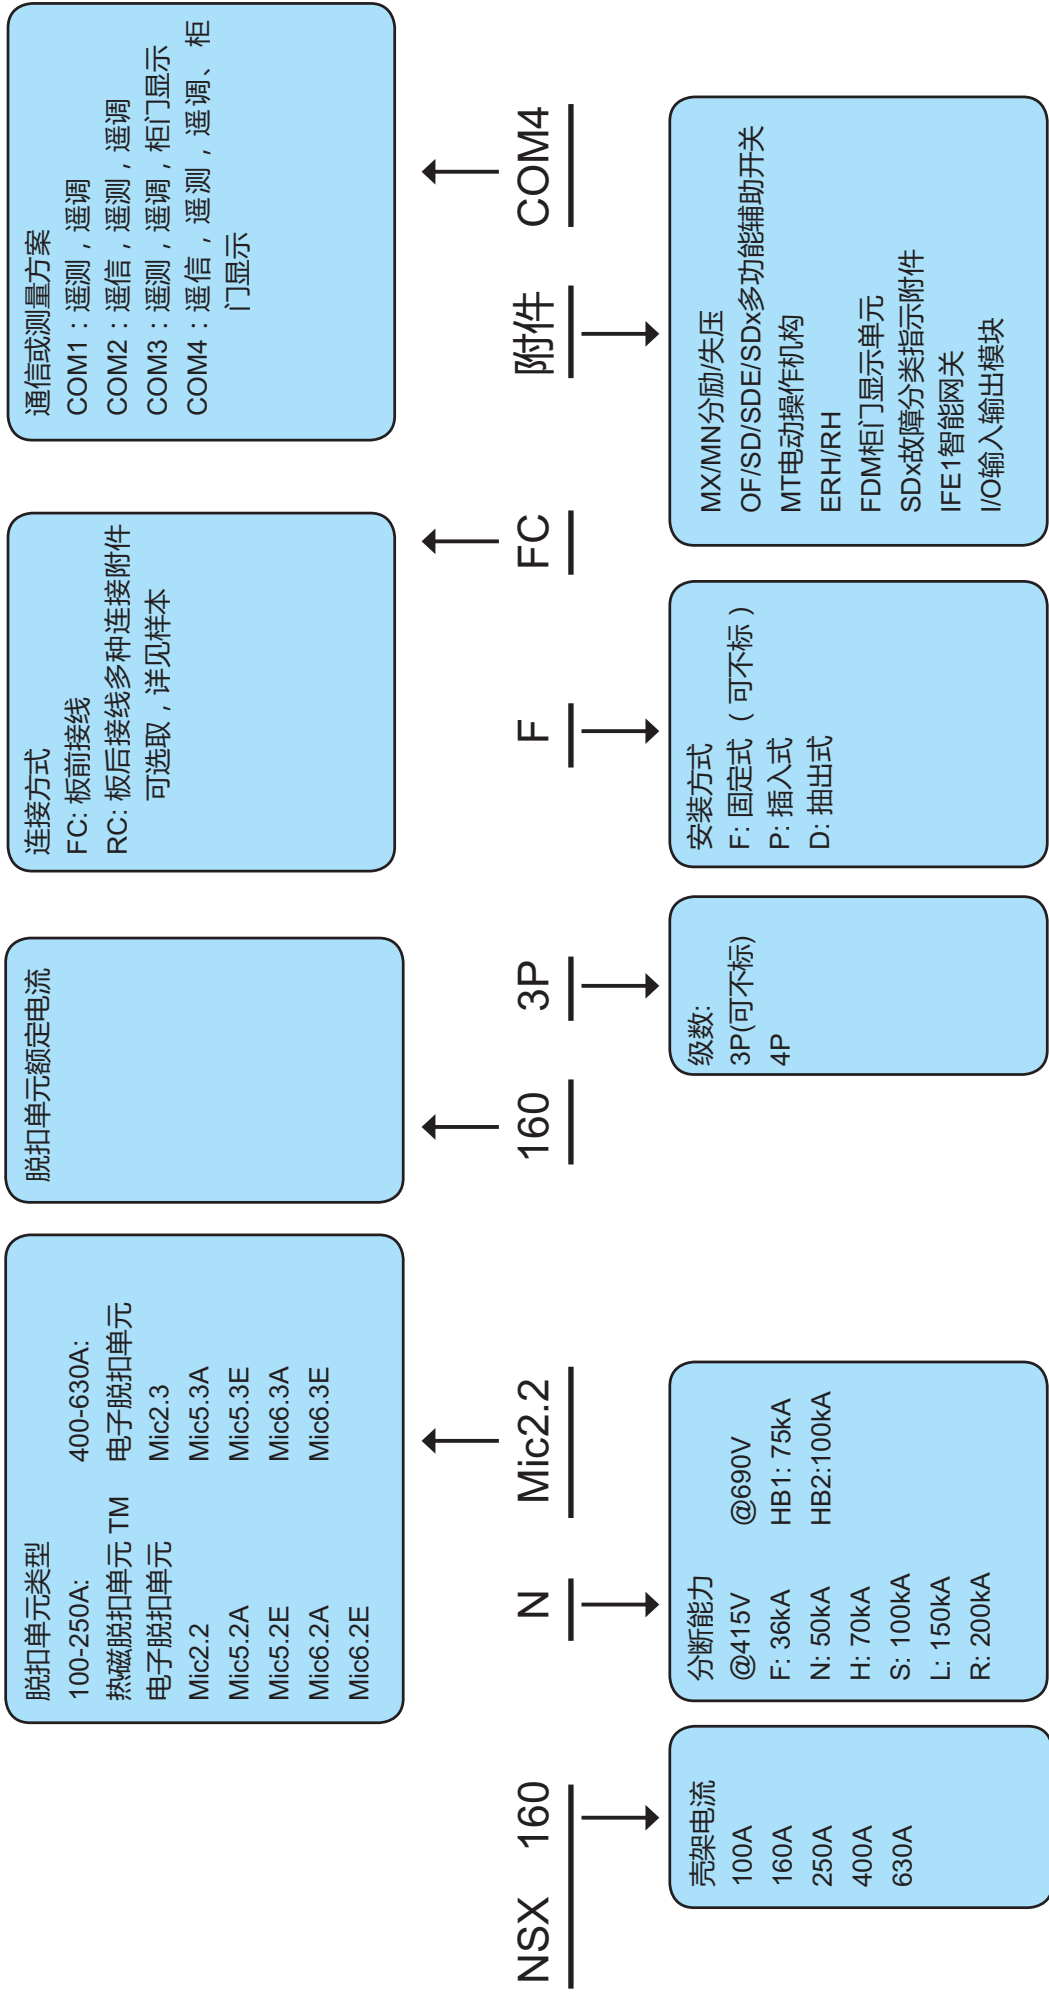 脱扣单元类型
100-250A:
热磁脱扣单元 TM
电子脱扣单元
Mic2.2
Mic5.2A
Mic5.2E
Mic6.2A
Mic6.2E
400-630A:
电子脱扣单元
Mic2.3
Mic5.3A
Mic5.3E
Mic6.3A
Mic6.3E
脱扣单元额定电流
连接方式
FC: 板前接线
RC: 板后接线多种连接附件
可选取，详见样本
通信或测量方案
COM1：遥测，遥调
COM2：遥信，遥测，遥调
COM3：遥测，遥调，柜门显示
COM4：遥信，遥测，遥调、柜
门显示
NSX 160 N Mic2.2 160 3P F FC 附件 COM4
壳架电流
100A
160A
250A
400A
630A
分断能力
@415V
F: 36kA
N: 50kA
H: 70kA
S: 100kA
L: 150kA
R: 200kA
@690V
HB1: 75kA
HB2:100kA
级数:
3P(可不标)
4P
安装方式
F: 固定式（可不标）
P: 插入式
D: 抽出式
MX/MN分励/失压
OF/SD/SDE/SDx多功能辅助开关
MT电动操作机构
ERH/RH
FDM柜门显示单元
SDx故障分类指示附件
IFE1智能网关
I/O输入输出模块